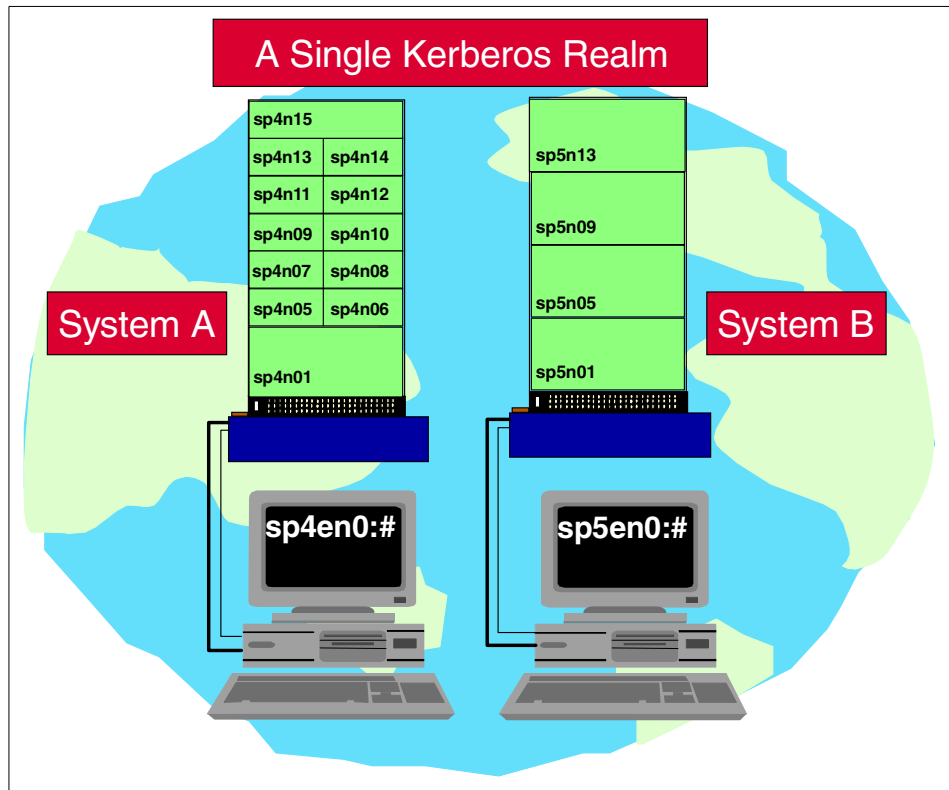 A Single Kerberos Realm
sp4n15
sp4n13 sp4n14
sp4n11 sp4n12
sp4n09 sp4n10
sp4n07 sp4n08
sp4n05 sp4n06
sp4n01
sp5n13
sp5n09
sp5n05
sp5n01
System A
System B
sp4en0:#
sp5en0:#